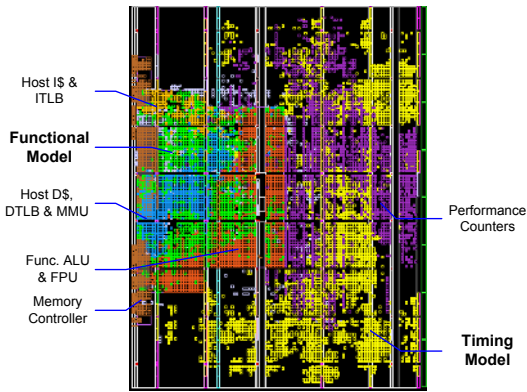 Host I$ &
ITLB
Functional
Model
Host D$,
DTLB & MMU
Func. ALU
& FPU
Memory
Controller
Performance
Counters
Timing
Model